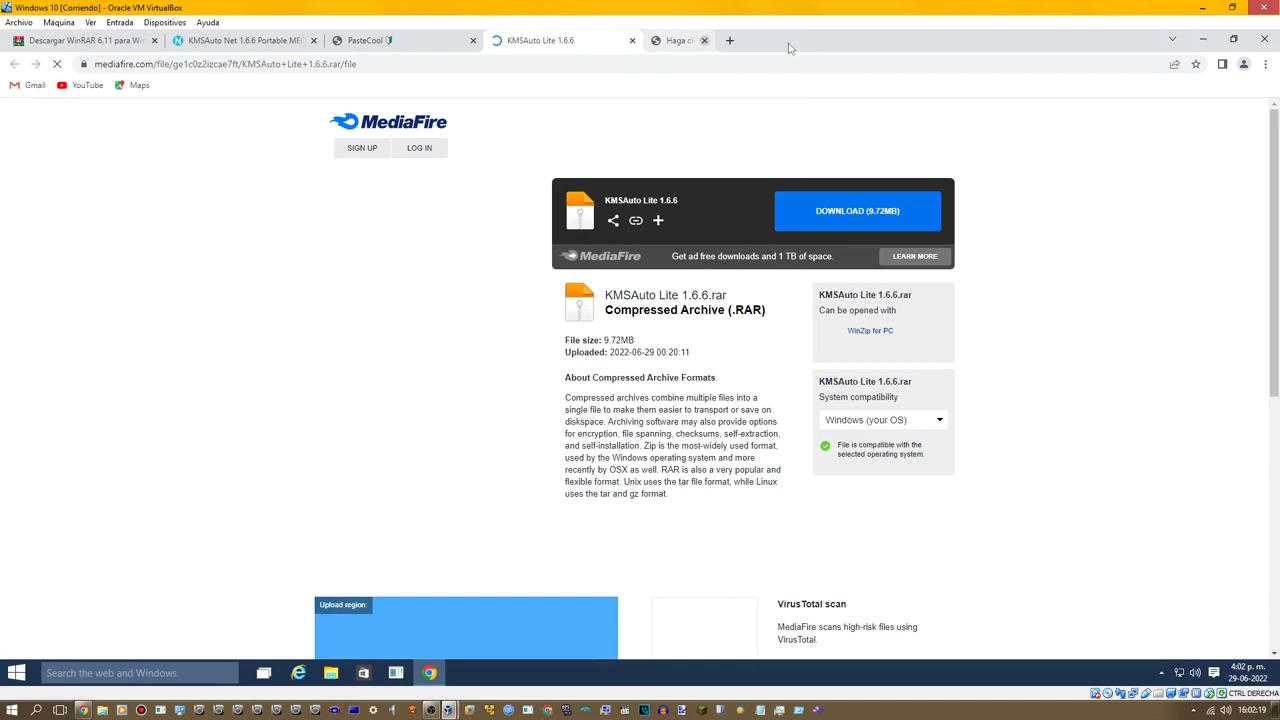 Windows 10 [Corriendo] - Oracle VM VirtualBox
Archivo Máquina Ver Entrada Dispositivos Ayuda
Descargar WinRAR 6.11 para Win
KMSAuto Net 1.6.6 Portable MEG
PasteCool
KMSAuto Lite 1.6.6
Haga cli
mediafire.com/file/ge1c0z2izcae7ft/KMSAuto+Lite+1.6.6.rar/file
Gmail YouTube Maps
MediaFire
SIGN UP LOG IN
KMSAuto Lite 1.6.6
DOWNLOAD (9.72MB)
MediaFire Get ad free downloads and 1 TB of space. LEARN MORE
KMSAuto Lite 1.6.6.rar
Compressed Archive (.RAR)
File size: 9.72MB
Uploaded: 2022-06-29 00:20:11
About Compressed Archive Formats
Compressed archives combine multiple files into a
single file to make them easier to transport or save on
diskspace. Archiving software may also provide options
for encryption, file spanning, checksums, self-extraction,
and self-installation. Zip is the most-widely used format,
used by the Windows operating system and more
recently by OSX as well. RAR is also a very popular and
flexible format. Unix uses the tar file format, while Linux
uses the tar and gz format.
KMSAuto Lite 1.6.6.rar
Can be opened with
WinZip for PC
KMSAuto Lite 1.6.6.rar
System compatibility
Windows (your OS)
File is compatible with the
selected operating system.
Upload region:
VirusTotal scan
MediaFire scans high-risk files using
VirusTotal.
Search the web and Windows
4:02 p. m.
29-06-2022
CTRL DERECHA
16:02:19